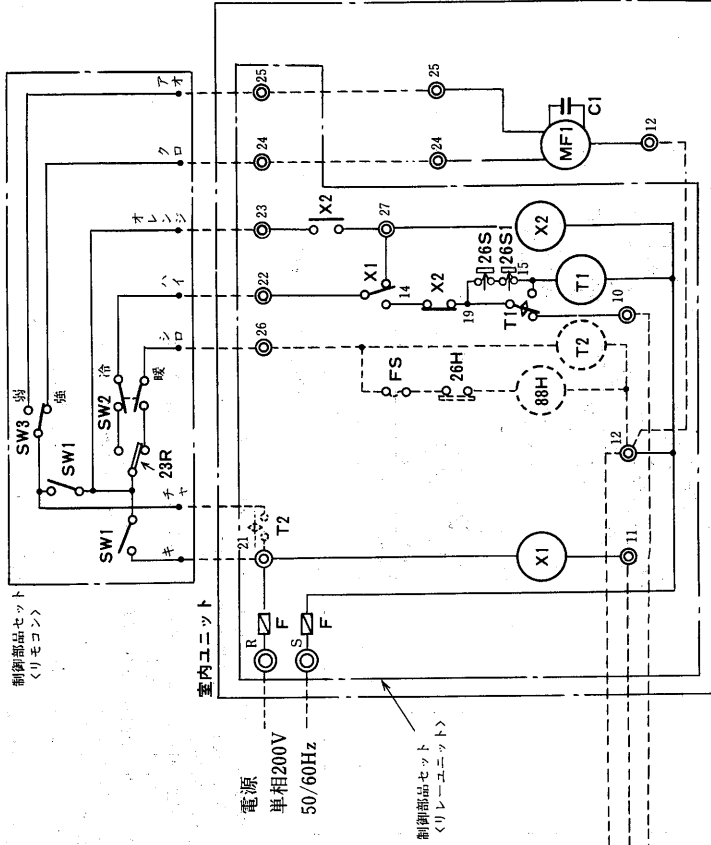 制御部品セット
<リモコン>
弱
強
SW3
SW1
SW1
冷
暖
SW2
23R
キ
チャ
シロ
ハイ
オレンジ
クロ
アオ
室内ユニット
21
T2
26
22
23
24
25
電源
単相200V
50/60Hz
R
F
S
F
X1
11
FS
26H
88H
T2
12
X1
14
X2
19
26S
26S1
15
T1
T1
10
X2
27
X2
24
25
MF1
C1
12
制御部品セット
<リレーユニット>